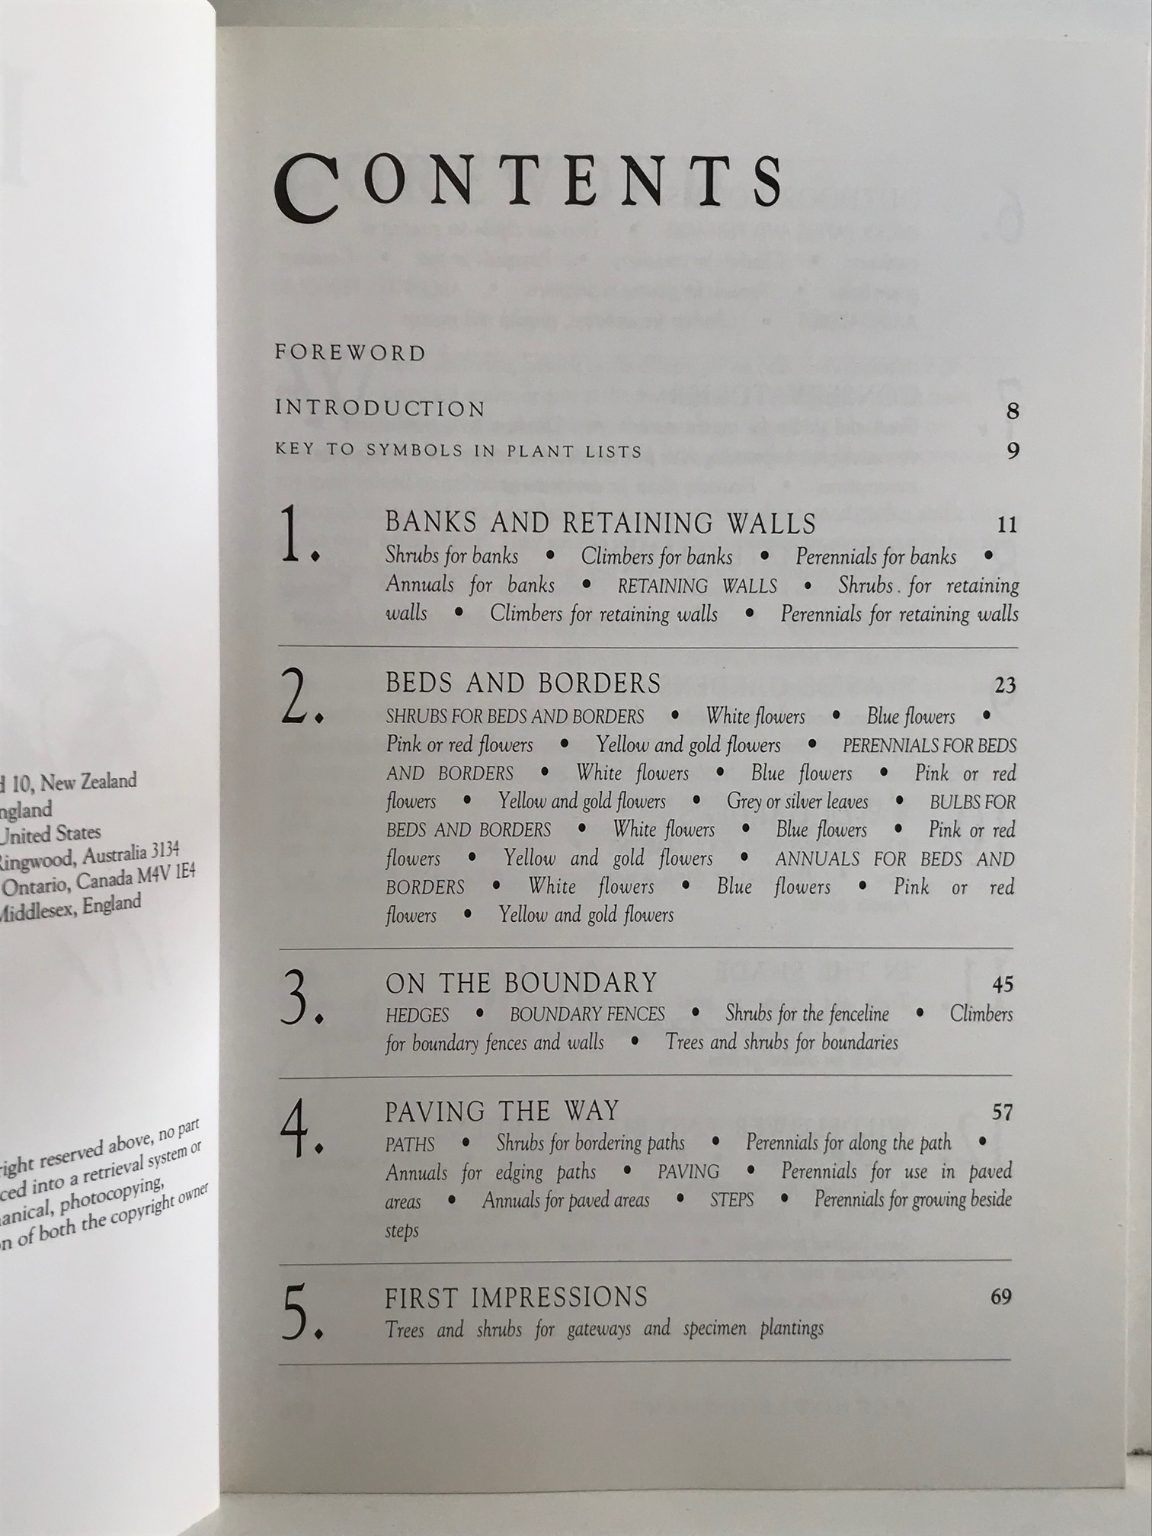 d 10, New Zealand
ngland
United States
Ringwood, Australia 3134
Ontario, Canada M4V 1E4
Middlesex, England
right reserved above, no part
ced into a retrieval system or
anical, photocopying,
n of both the copyright owner
CONTENTS
FOREWORD
INTRODUCTION 8
KEY TO SYMBOLS IN PLANT LISTS 9
1. BANKS AND RETAINING WALLS 11
Shrubs for banks • Climbers for banks • Perennials for banks •
Annuals for banks • RETAINING WALLS • Shrubs . for retaining
walls • Climbers for retaining walls • Perennials for retaining walls
2. BEDS AND BORDERS 23
SHRUBS FOR BEDS AND BORDERS • White flowers • Blue flowers •
Pink or red flowers • Yellow and gold flowers • PERENNIALS FOR BEDS
AND BORDERS • White flowers • Blue flowers • Pink or red
flowers • Yellow and gold flowers • Grey or silver leaves • BULBS FOR
BEDS AND BORDERS • White flowers • Blue flowers • Pink or red
flowers • Yellow and gold flowers • ANNUALS FOR BEDS AND
BORDERS • White flowers • Blue flowers • Pink or red
flowers • Yellow and gold flowers
3. ON THE BOUNDARY 45
HEDGES • BOUNDARY FENCES • Shrubs for the fenceline • Climbers
for boundary fences and walls • Trees and shrubs for boundaries
4. PAVING THE WAY 57
PATHS • Shrubs for bordering paths • Perennials for along the path •
Annuals for edging paths • PAVING • Perennials for use in paved
areas • Annuals for paved areas • STEPS • Perennials for growing beside
steps
5. FIRST IMPRESSIONS 69
Trees and shrubs for gateways and specimen plantings